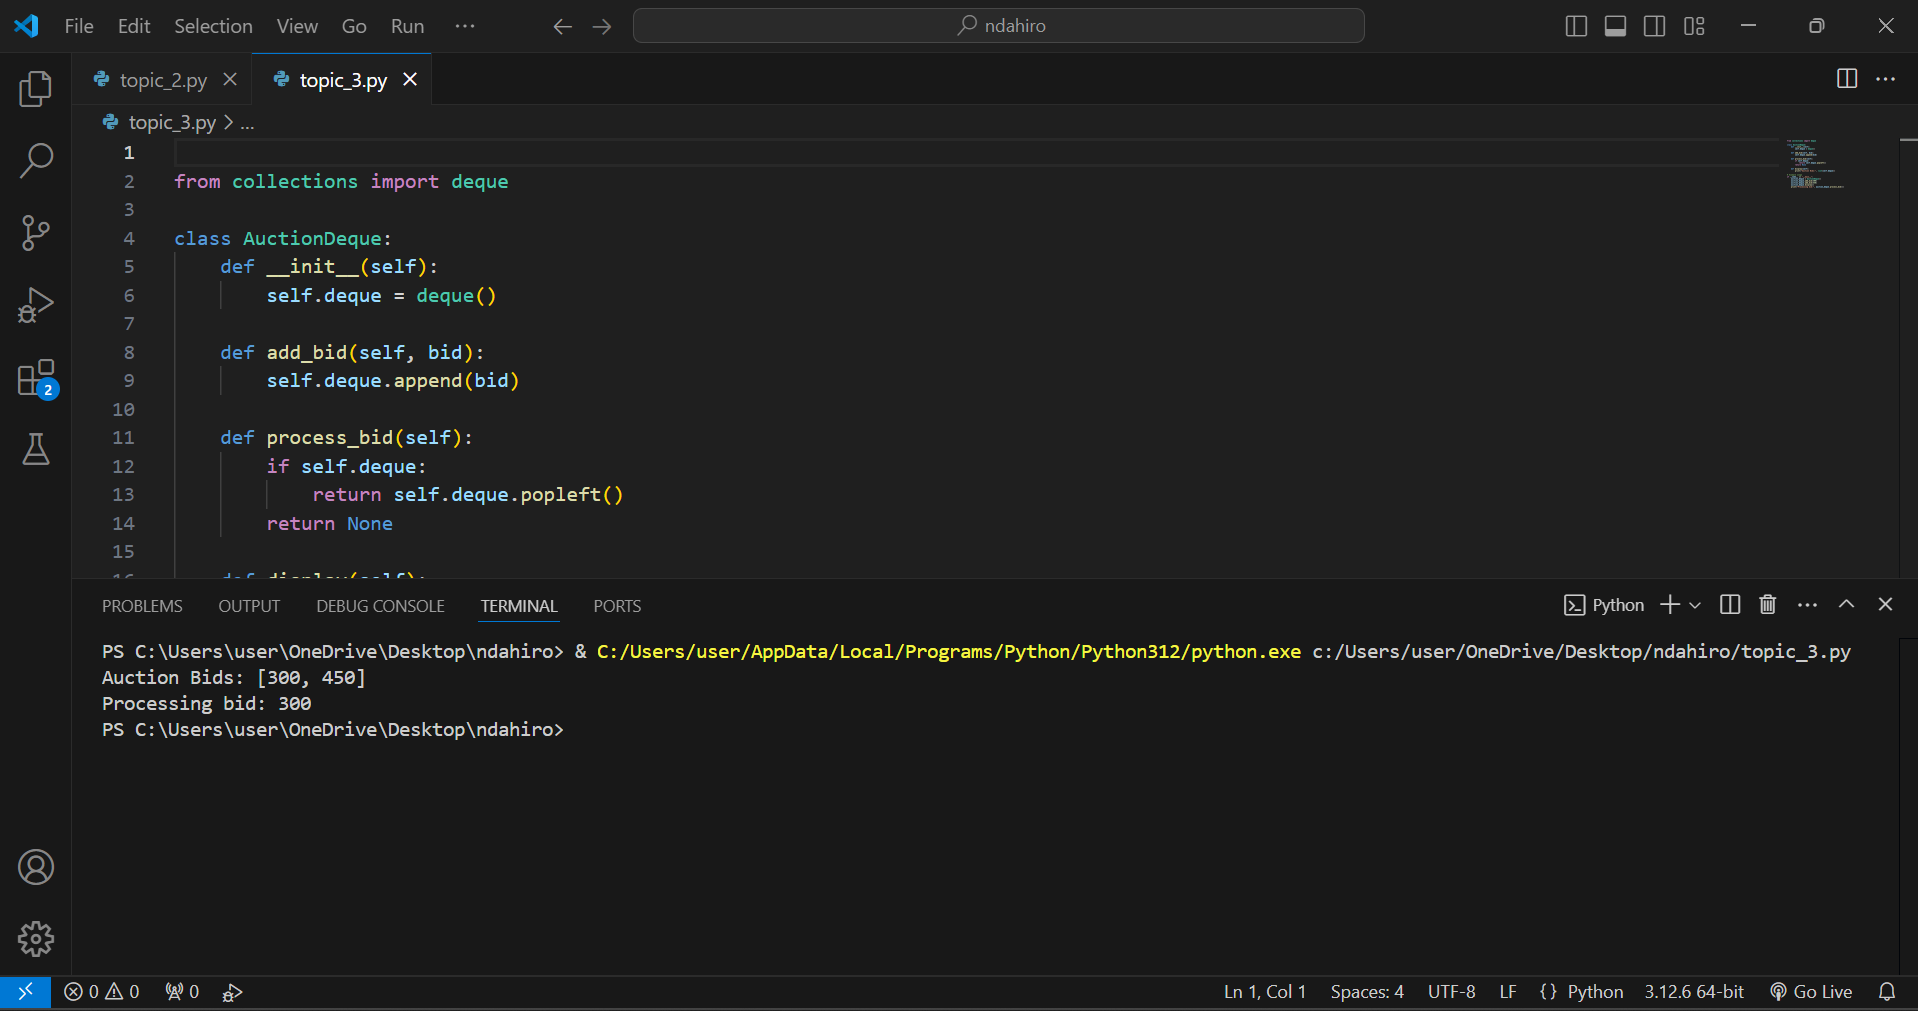 File Edit Selection View Go Run ··· ndahiro
topic_2.py topic_3.py
topic_3.py > ...
1
2 from collections import deque
3
4 class AuctionDeque:
5 def __init__(self):
6 self.deque = deque()
7
8 def add_bid(self, bid):
9 self.deque.append(bid)
10
11 def process_bid(self):
12 if self.deque:
13 return self.deque.popleft()
14 return None
15
16 def display(self):
2
PROBLEMS OUTPUT DEBUG CONSOLE TERMINAL PORTS Python
PS C:\Users\user\OneDrive\Desktop\ndahiro> & C:/Users/user/AppData/Local/Programs/Python/Python312/python.exe c:/Users/user/OneDrive/Desktop/ndahiro/topic_3.py
Auction Bids: [300, 450]
Processing bid: 300
PS C:\Users\user\OneDrive\Desktop\ndahiro>
0 0 0 Ln 1, Col 1 Spaces: 4 UTF-8 LF {} Python 3.12.6 64-bit Go Live